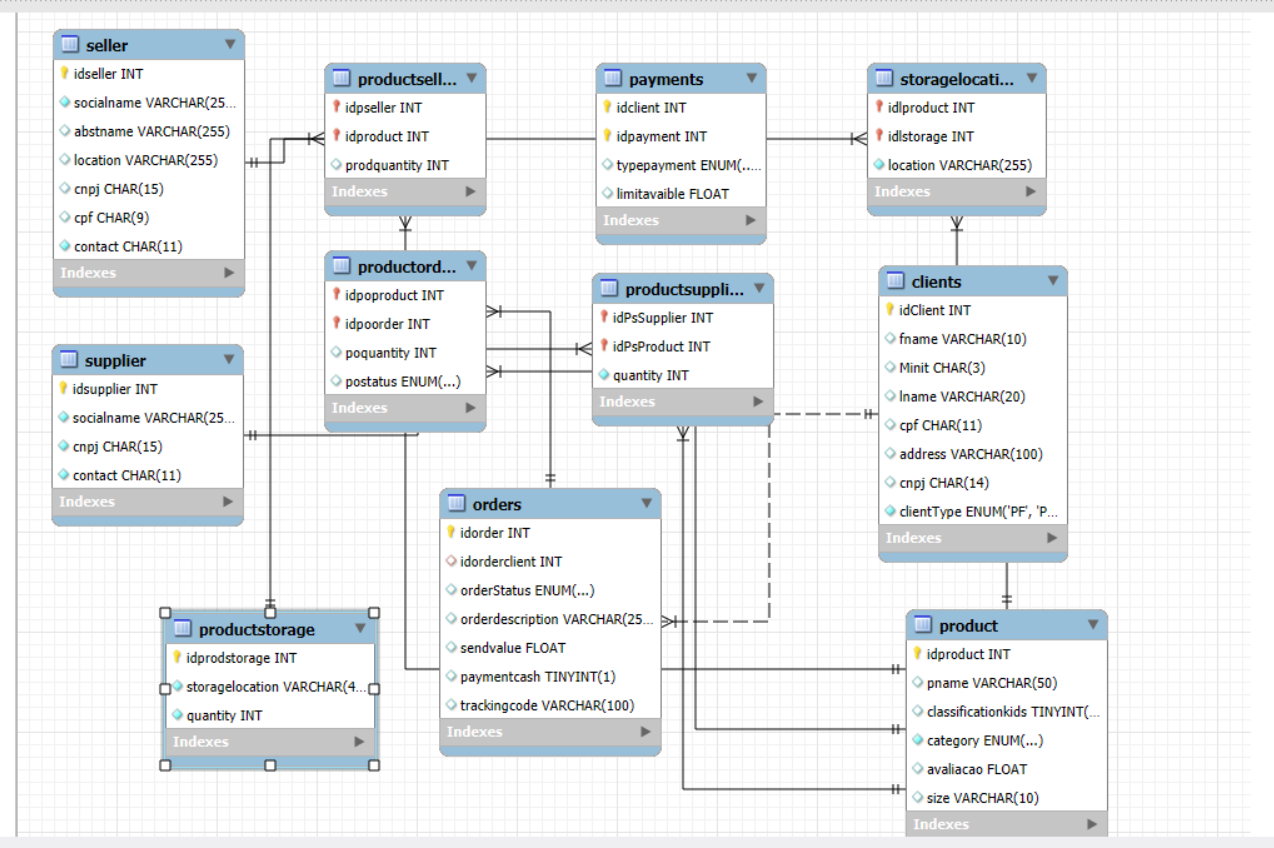 seller
idseller INT
socialname VARCHAR(25...
abstname VARCHAR(255)
location VARCHAR(255)
cnpj CHAR(15)
cpf CHAR(9)
contact CHAR(11)
Indexes
productsell...
idpseller INT
idproduct INT
prodquantity INT
Indexes
payments
idclient INT
idpayment INT
typepayment ENUM(...
limitavaible FLOAT
Indexes
storagelocati...
idlproduct INT
idlstorage INT
location VARCHAR(255)
Indexes
productord...
idpoproduct INT
idpoorder INT
poquantity INT
postatus ENUM(...)
Indexes
productsuppli...
idPsSupplier INT
idPsProduct INT
quantity INT
Indexes
clients
idClient INT
fname VARCHAR(10)
Minit CHAR(3)
lname VARCHAR(20)
cpf CHAR(11)
address VARCHAR(100)
cnpj CHAR(14)
clientType ENUM('PF', 'P...
Indexes
supplier
idsupplier INT
socialname VARCHAR(25...
cnpj CHAR(15)
contact CHAR(11)
Indexes
orders
idorder INT
idorderclient INT
orderStatus ENUM(...)
orderdescription VARCHAR(25...
sendvalue FLOAT
paymentcash TINYINT(1)
trackingcode VARCHAR(100)
Indexes
productstorage
idprodstorage INT
storagelocation VARCHAR(4...
quantity INT
Indexes
product
idproduct INT
pname VARCHAR(50)
classificationkids TINYINT(...
category ENUM(...)
avaliacao FLOAT
size VARCHAR(10)
Indexes